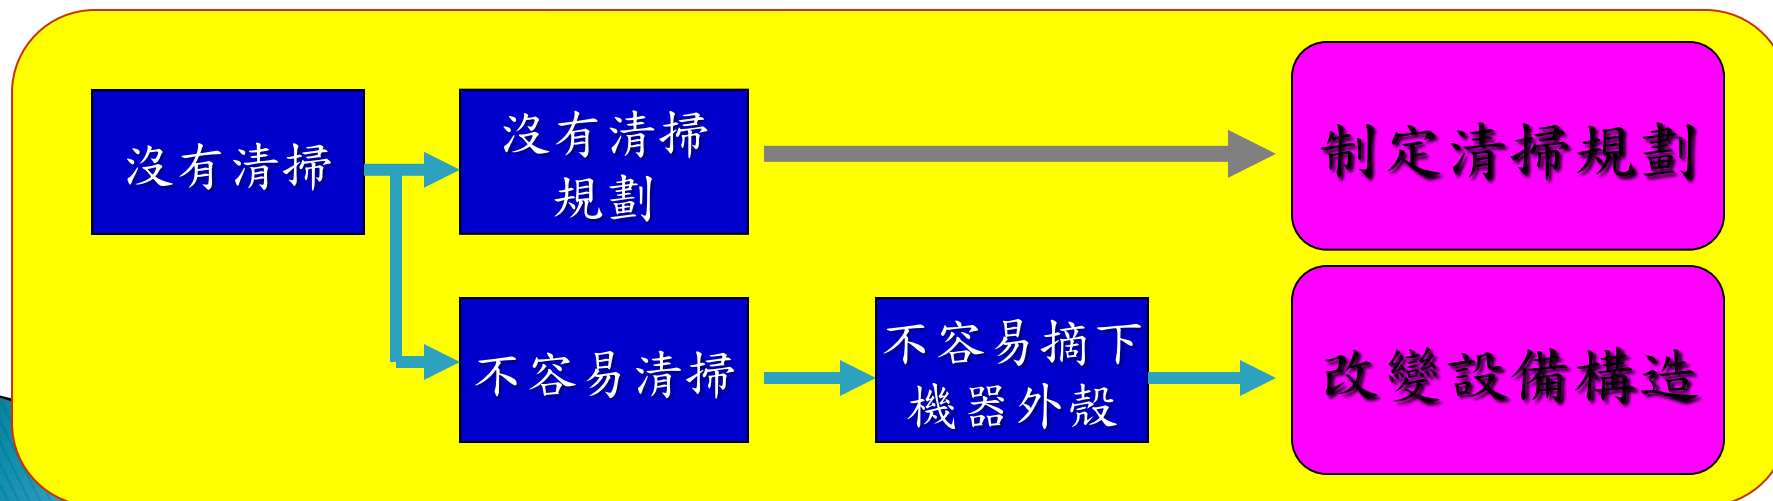 沒有清掃
沒有清掃
規劃
制定清掃規劃
不容易清掃
不容易摘下
機器外殼
改變設備構造